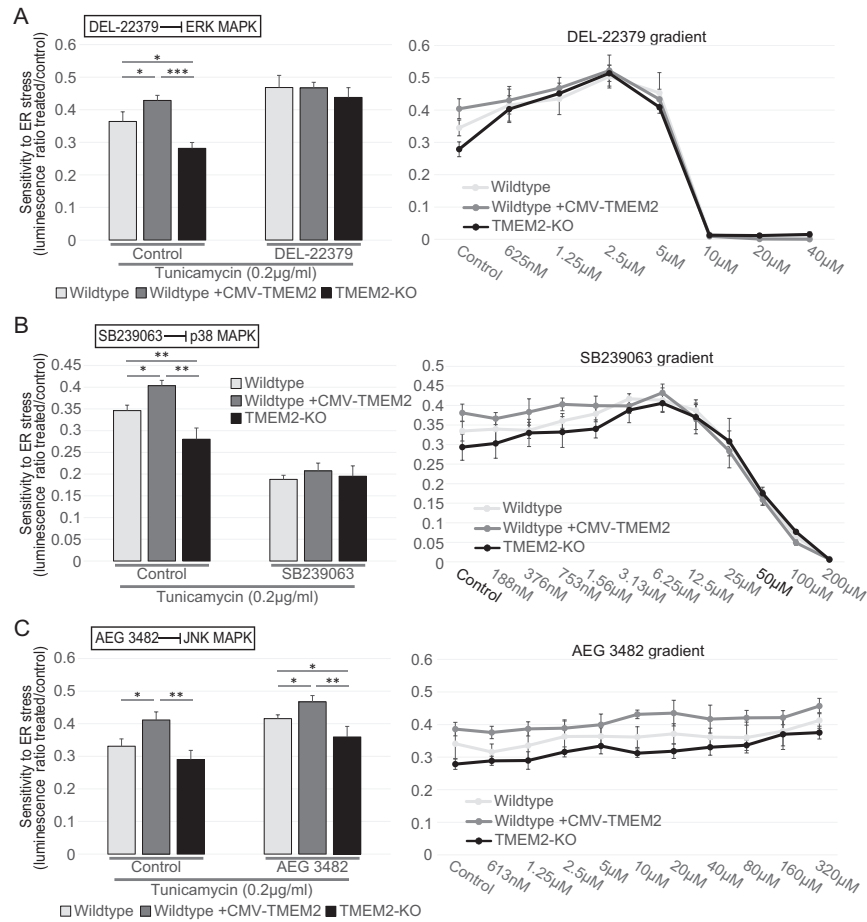 A
DEL-22379 ERK MAPK
Sensitivity to ER stress
(luminescence ratio treated/control)
0.6
0.5
0.4
0.3
0.2
0.1
0
*
* ***
Control DEL-22379
Tunicamycin (0.2µg/ml)
Wildtype Wildtype +CMV-TMEM2 TMEM2-KO
DEL-22379 gradient
0.6
0.5
0.4
0.3
0.2
0.1
0
Wildtype
Wildtype +CMV-TMEM2
TMEM2-KO
Control 625nM 1.25µM 2.5µM 5µM 10µM 20µM 40µM
B
SB239063 p38 MAPK
Sensitivity to ER stress
(luminescence ratio treated/control)
0.45
0.4
0.35
0.3
0.25
0.2
0.15
0.1
0.05
0
**
* **
Wildtype
Wildtype +CMV-TMEM2
TMEM2-KO
Control SB239063
Tunicamycin (0.2µg/ml)
SB239063 gradient
0.5
0.45
0.4
0.35
0.3
0.25
0.2
0.15
0.1
0.05
0
Wildtype
Wildtype +CMV-TMEM2
TMEM2-KO
Control 188nM 376nM 753nM 1.56µM 3.13µM 6.25µM 12.5µM 25µM 50µM 100µM 200µM
C
AEG 3482 JNK MAPK
Sensitivity to ER stress
(luminescence ratio treated/control)
0.6
0.5
0.4
0.3
0.2
0.1
0
* **
*
* **
Control AEG 3482
Tunicamycin (0.2µg/ml)
Wildtype Wildtype +CMV-TMEM2 TMEM2-KO
AEG 3482 gradient
0.6
0.5
0.4
0.3
0.2
0.1
0
Wildtype
Wildtype +CMV-TMEM2
TMEM2-KO
Control 613nM 1.25µM 2.5µM 5µM 10µM 20µM 40µM 80µM 160µM 320µM